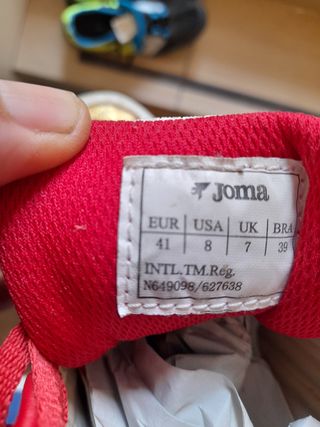 Joma
EUR USA UK BRA
41 8 7 39
INTL.TM.Reg.
N649098/627638